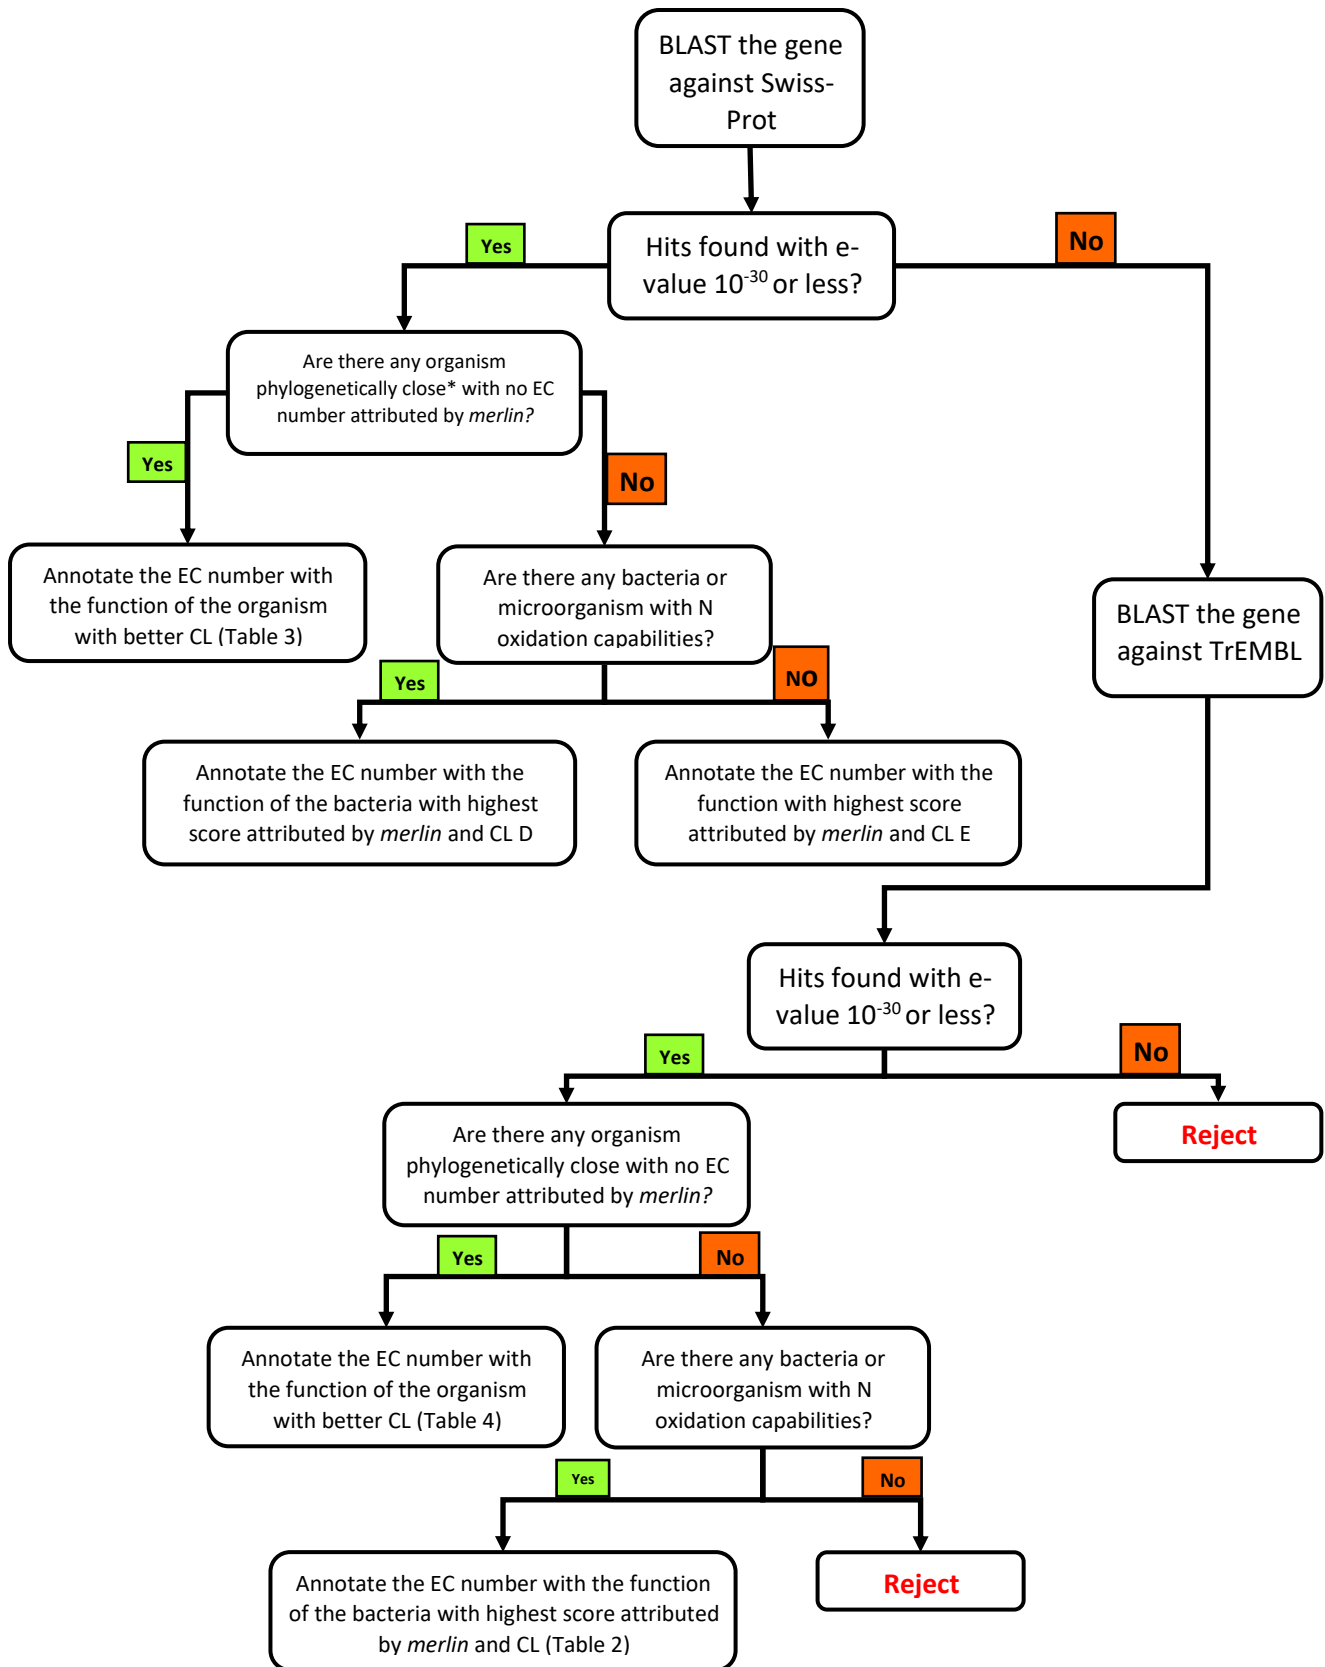 BLAST the gene
against Swiss-
Prot
Hits found with e-
value 10⁻³⁰ or less?
Yes
No
Are there any organism
phylogenetically close* with no EC
number attributed by merlin?
Yes
No
Annotate the EC number with
the function of the organism
with better CL (Table 3)
Are there any bacteria or
microorganism with N
oxidation capabilities?
BLAST the gene
against TrEMBL
Yes
NO
Annotate the EC number with the
function of the bacteria with highest
score attributed by merlin and CL D
Annotate the EC number with the
function with highest score
attributed by merlin and CL E
Hits found with e-
value 10⁻³⁰ or less?
Yes
No
Are there any organism
phylogenetically close with no EC
number attributed by merlin?
Reject
Yes
No
Annotate the EC number with
the function of the organism
with better CL (Table 4)
Are there any bacteria or
microorganism with N
oxidation capabilities?
Yes
No
Annotate the EC number with the function
of the bacteria with highest score attributed
by merlin and CL (Table 2)
Reject